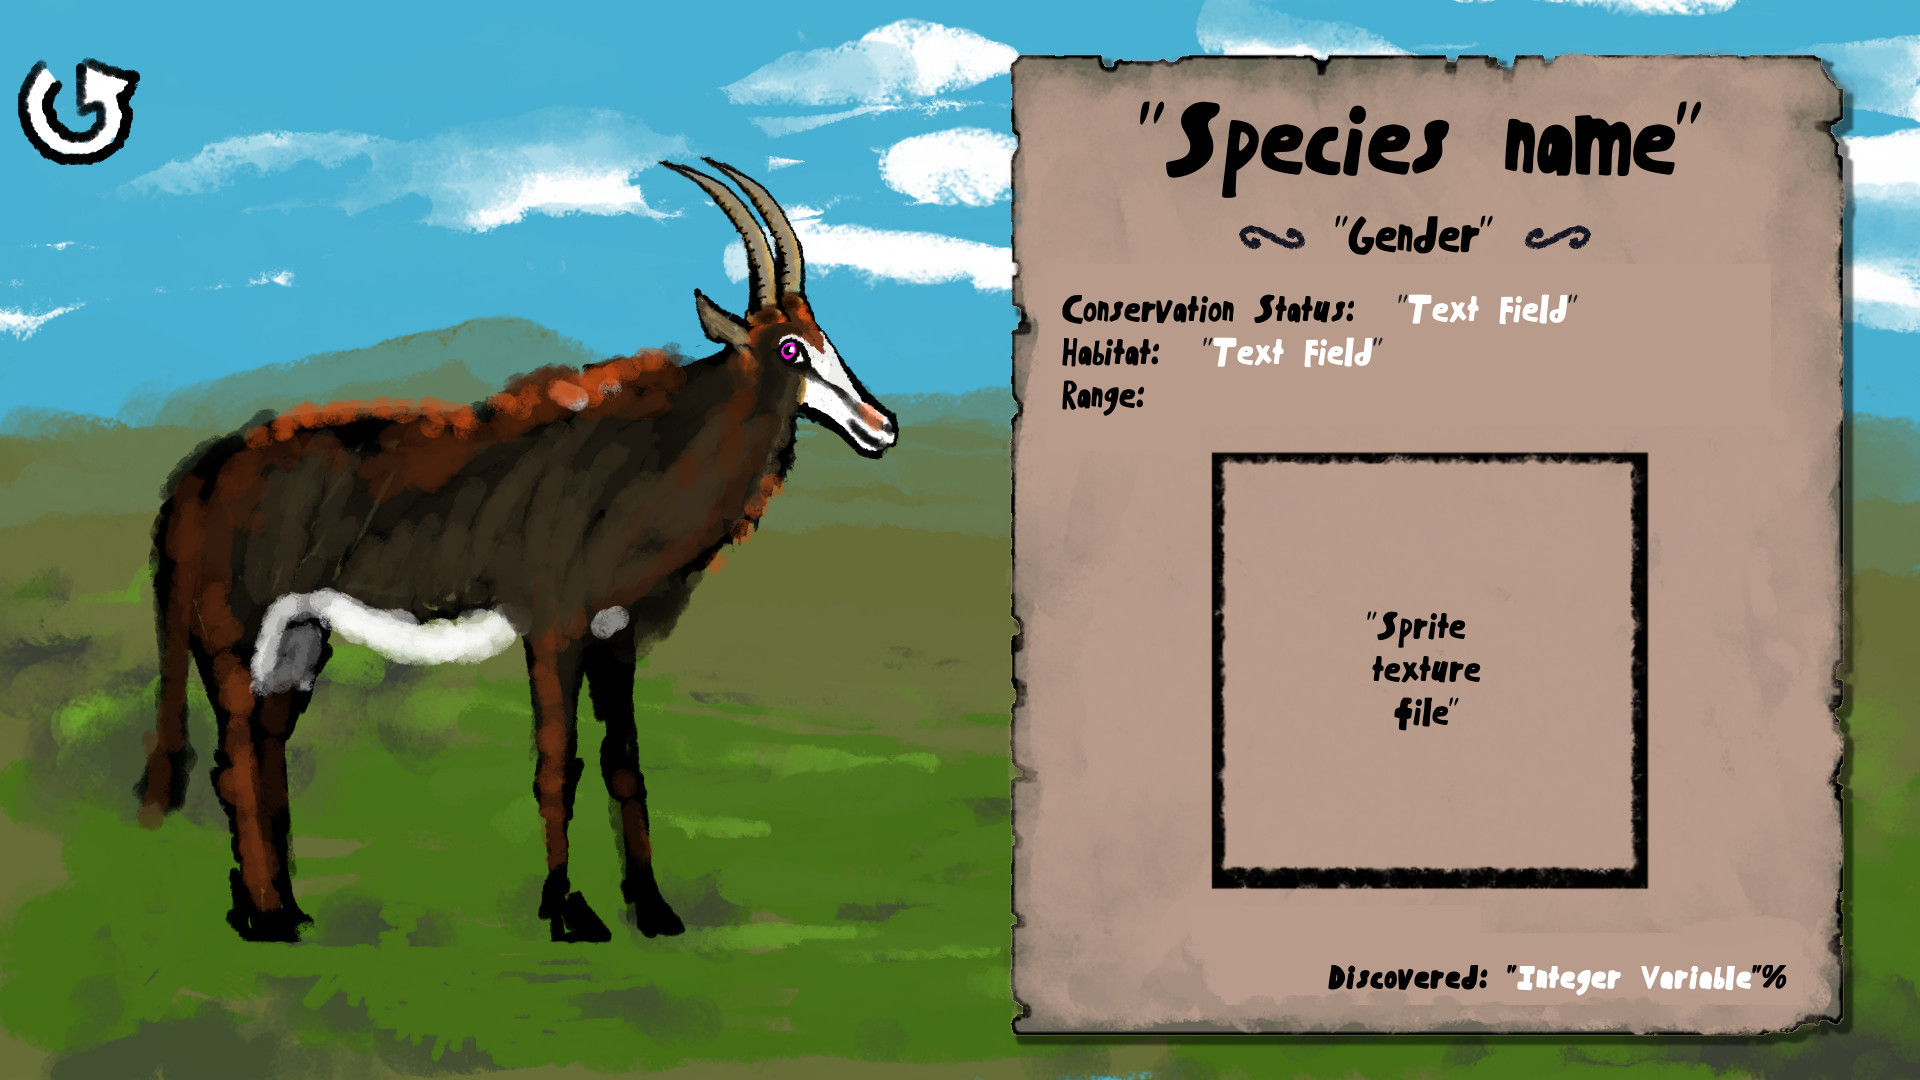 "Species name"
"Gender"
Conservation Status: "Text Field"
Habitat: "Text Field"
Range:
"Sprite
texture
file"
Discovered: "Integer Variable"%